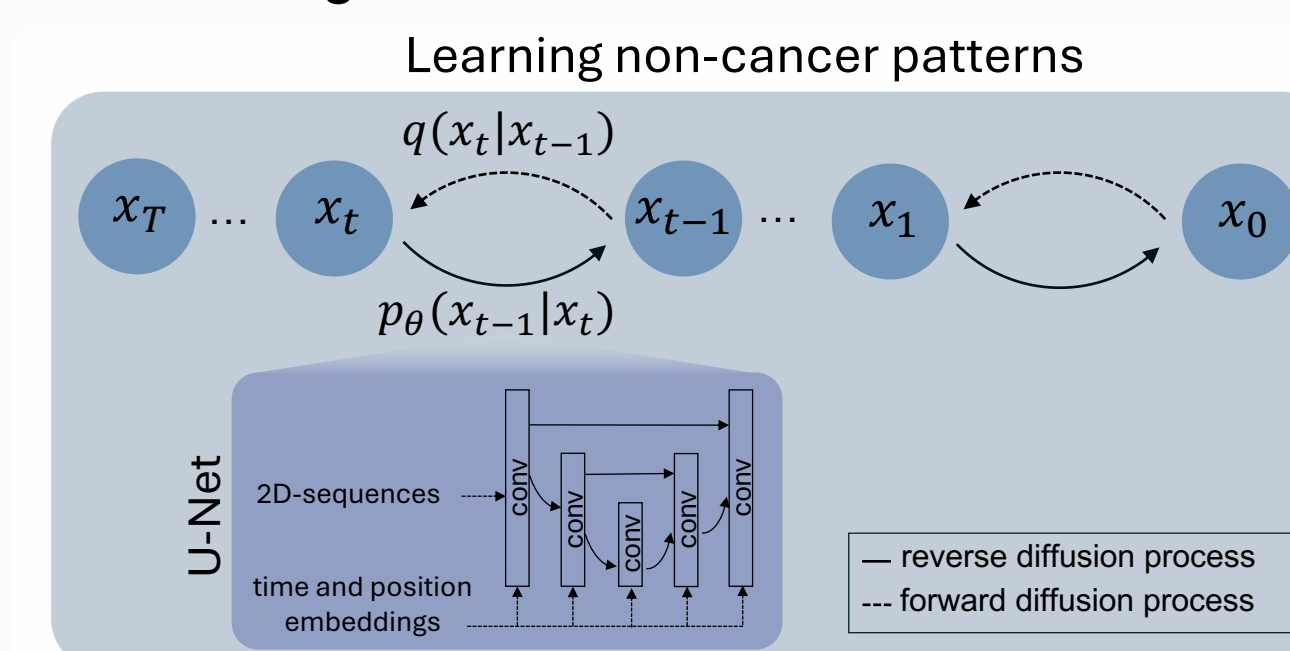 Learning non-cancer patterns
q(x_t|x_{t−1})
x_T ... x_t x_{t−1} ... x_1 x_0
p_θ(x_{t−1}|x_t)
U-Net
2D-sequences
time and position
embeddings
conv
conv
conv
conv
conv
— reverse diffusion process
--- forward diffusion process